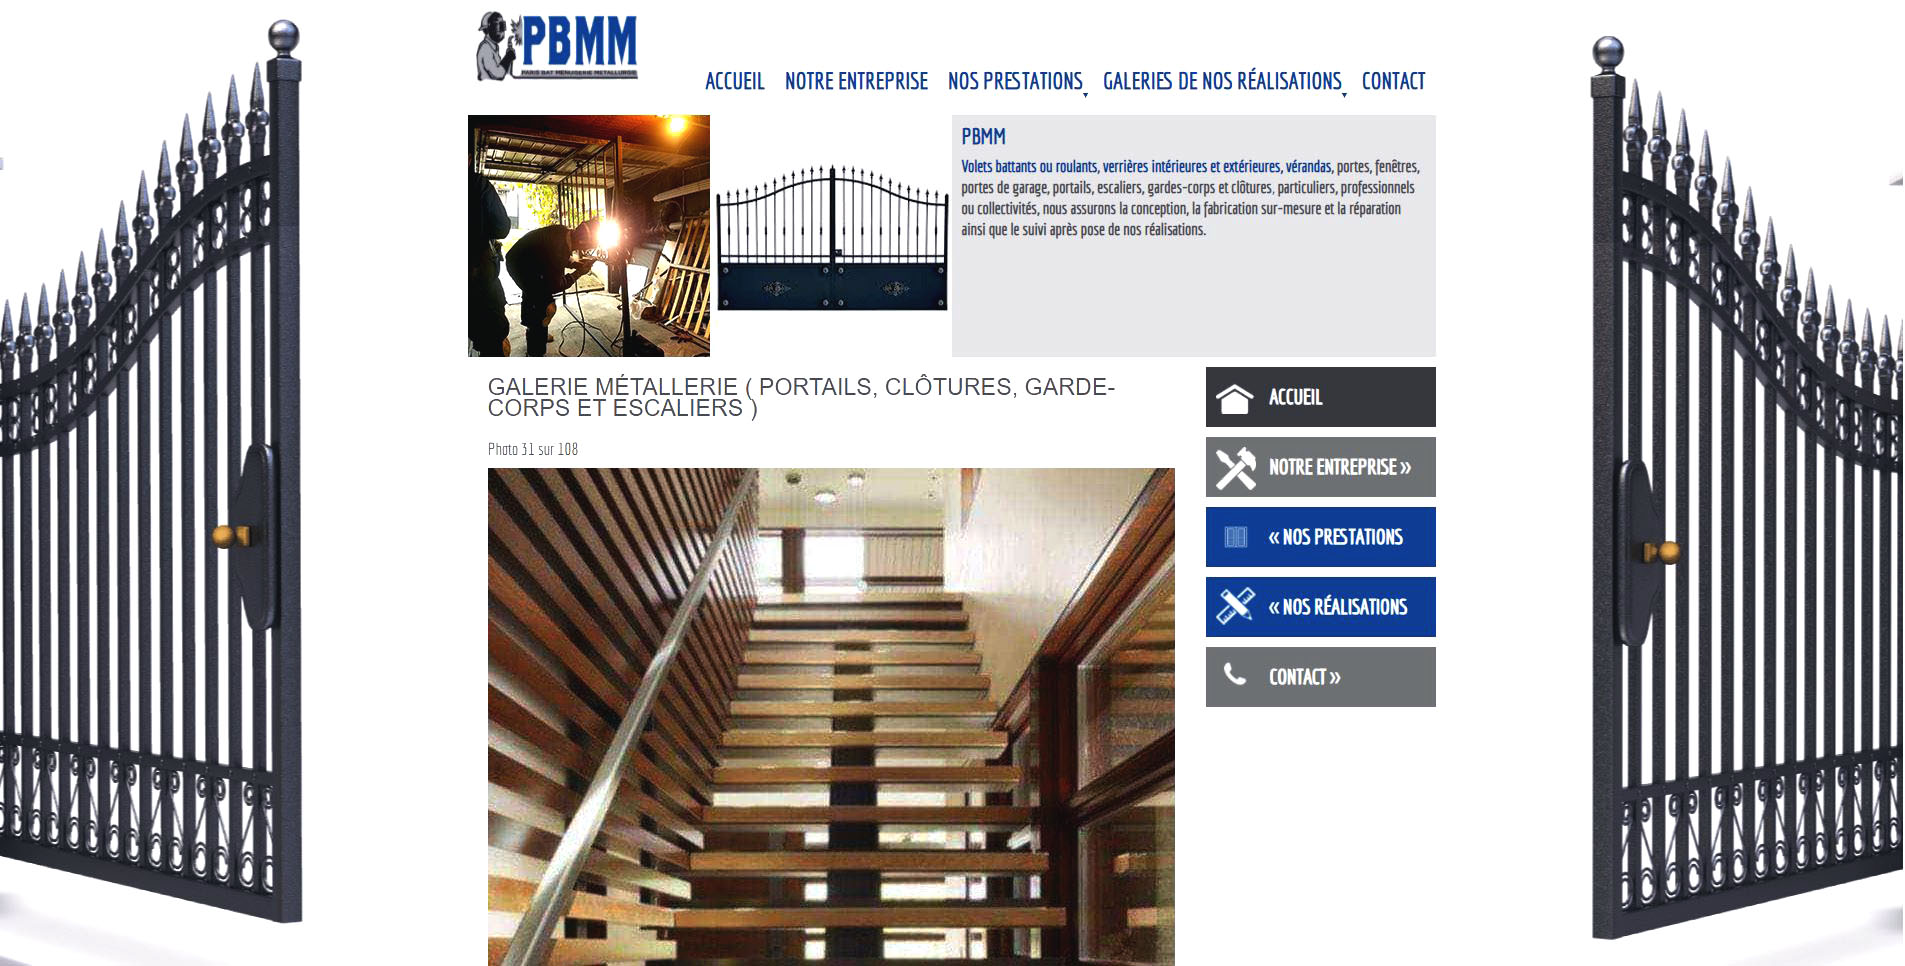 PBMM
PARIS BAT MENUISERIE METALLURGIE
ACCUEIL NOTRE ENTREPRISE NOS PRESTATIONS GALERIES DE NOS RÉALISATIONS CONTACT
PBMM
Volets battants ou roulants, verrières intérieures et extérieures, vérandas, portes, fenêtres,
portes de garage, portails, escaliers, gardes-corps et clôtures, particuliers, professionnels
ou collectivités, nous assurons la conception, la fabrication sur-mesure et la réparation
ainsi que le suivi après pose de nos réalisations.
GALERIE MÉTALLERIE ( PORTAILS, CLÔTURES, GARDE-
CORPS ET ESCALIERS )
Photo 31 sur 108
ACCUEIL
NOTRE ENTREPRISE »
« NOS PRESTATIONS
« NOS RÉALISATIONS
CONTACT »